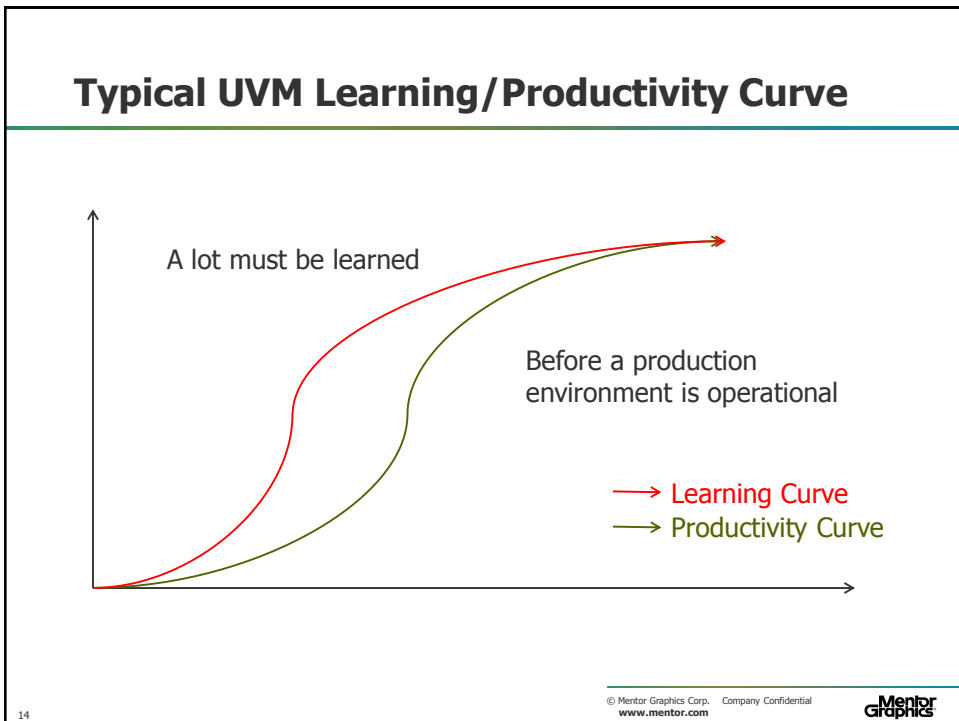 Typical UVM Learning/Productivity Curve
A lot must be learned
Before a production
environment is operational
Learning Curve
Productivity Curve
14
© Mentor Graphics Corp. Company Confidential
www.mentor.com
Mentor
Graphics